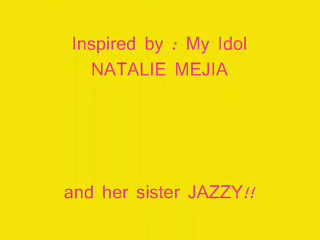 Inspired by : My Idol
NATALIE MEJIA
and her sister JAZZY!!